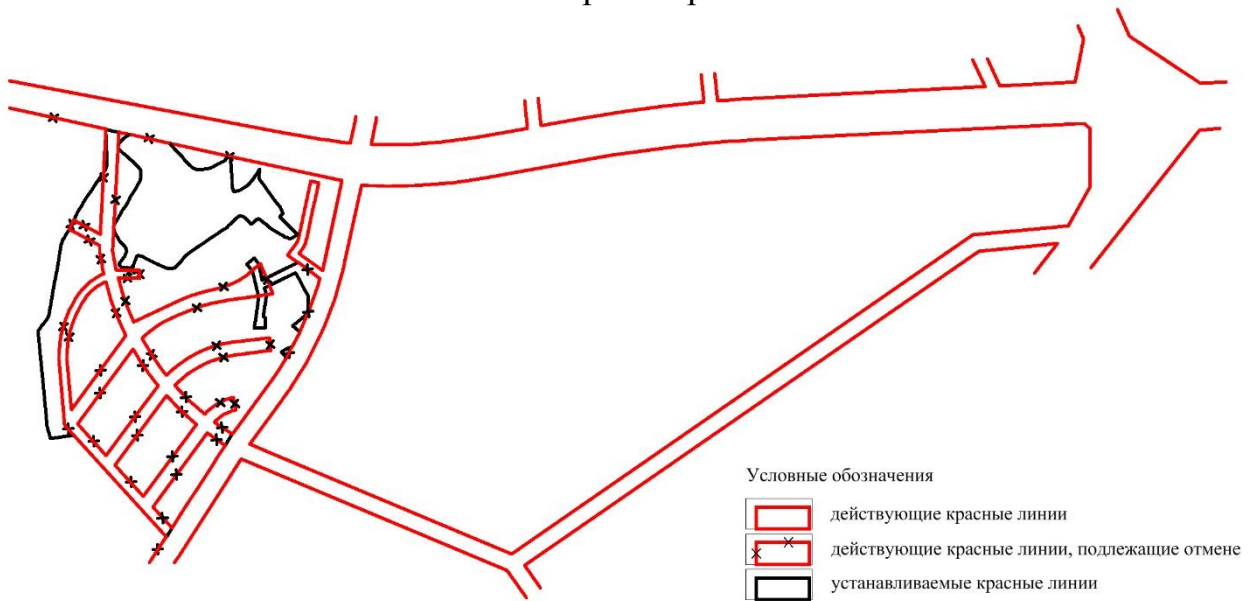 Условные обозначения
действующие красные линии
действующие красные линии, подлежащие отмене
устанавливаемые красные линии